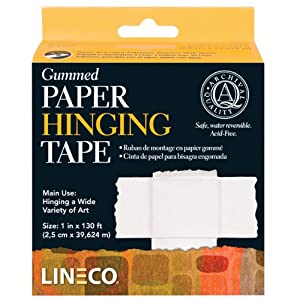 Gummed
PAPER
HINGING
TAPE
ARCHIVAL
QUALITY
AQ
Safe, water reversible.
Acid-Free.
• Ruban de montage en papier gommé
• Cinta de papel para bisagra engomada
Main Use:
Hinging a Wide
Variety of Art
Size: 1 in x 130 ft
(2,5 cm x 39,624 m)
LINECO